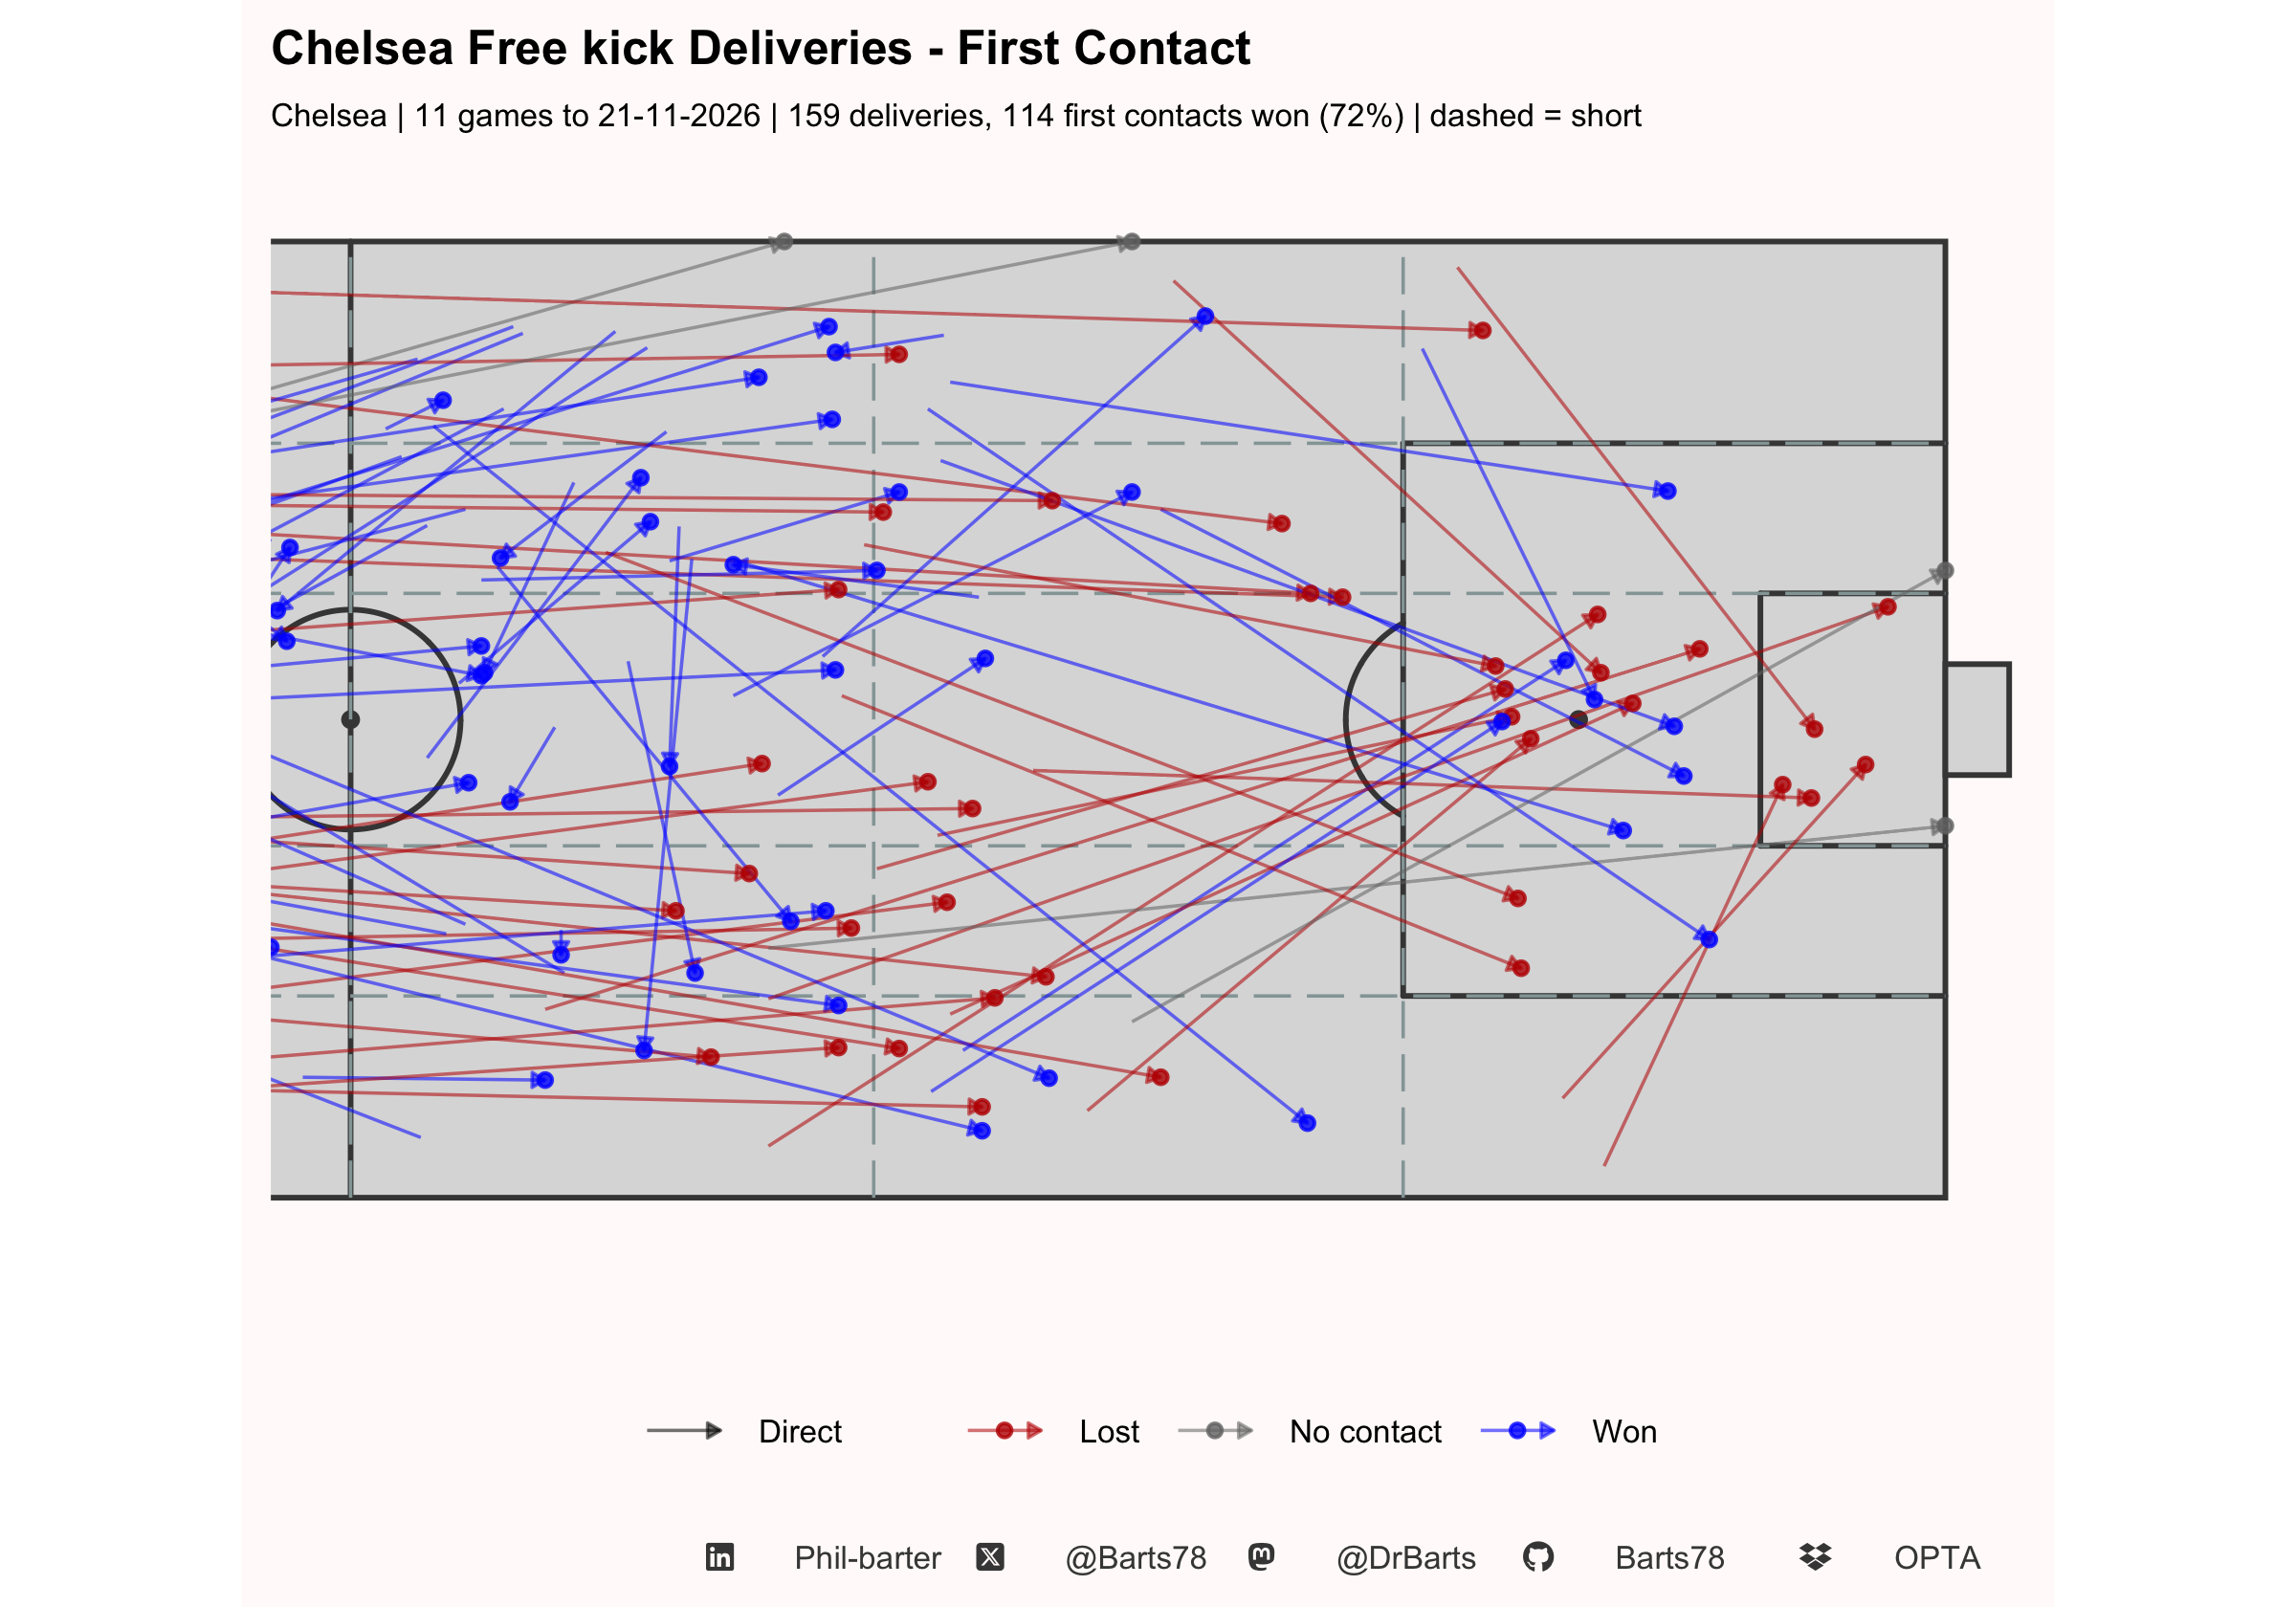 Chelsea Free kick Deliveries - First Contact
Chelsea | 11 games to 21-11-2026 | 159 deliveries, 114 first contacts won (72%) | dashed = short
Direct Lost No contact Won
Phil-barter @Barts78 @DrBarts Barts78 OPTA